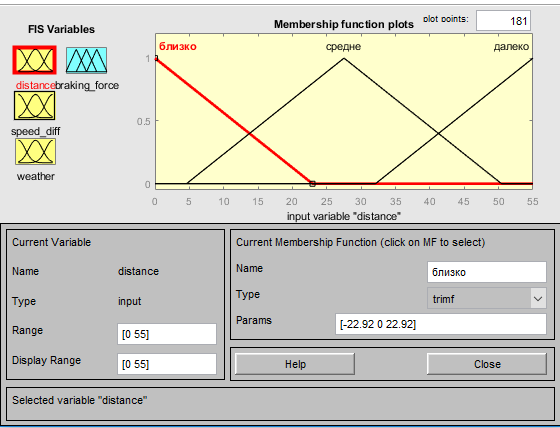 FIS Variables
Membership function plots
plot points:
181
distance
braking_force
speed_diff
weather
близко
средне
далеко
1
0.5
0
0 5 10 15 20 25 30 35 40 45 50 55
input variable "distance"
Current Variable
Name distance
Type input
Range [0 55]
Display Range [0 55]
Current Membership Function (click on MF to select)
Name близко
Type trimf
Params [-22.92 0 22.92]
Help
Close
Selected variable "distance"